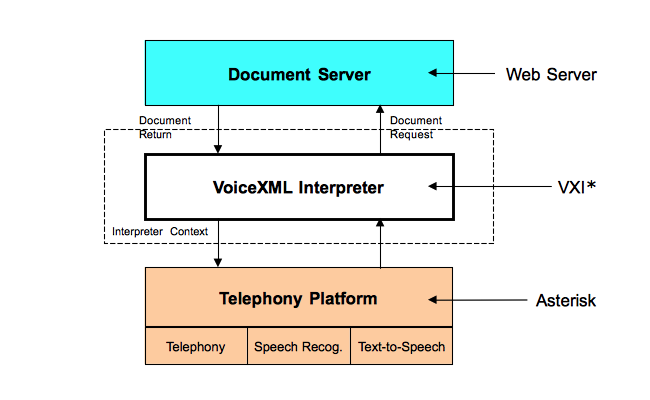 Document Server
Web Server
Document
Return
Document
Request
VoiceXML Interpreter
VXI*
Interpreter Context
Telephony Platform
Asterisk
Telephony
Speech Recog.
Text-to-Speech